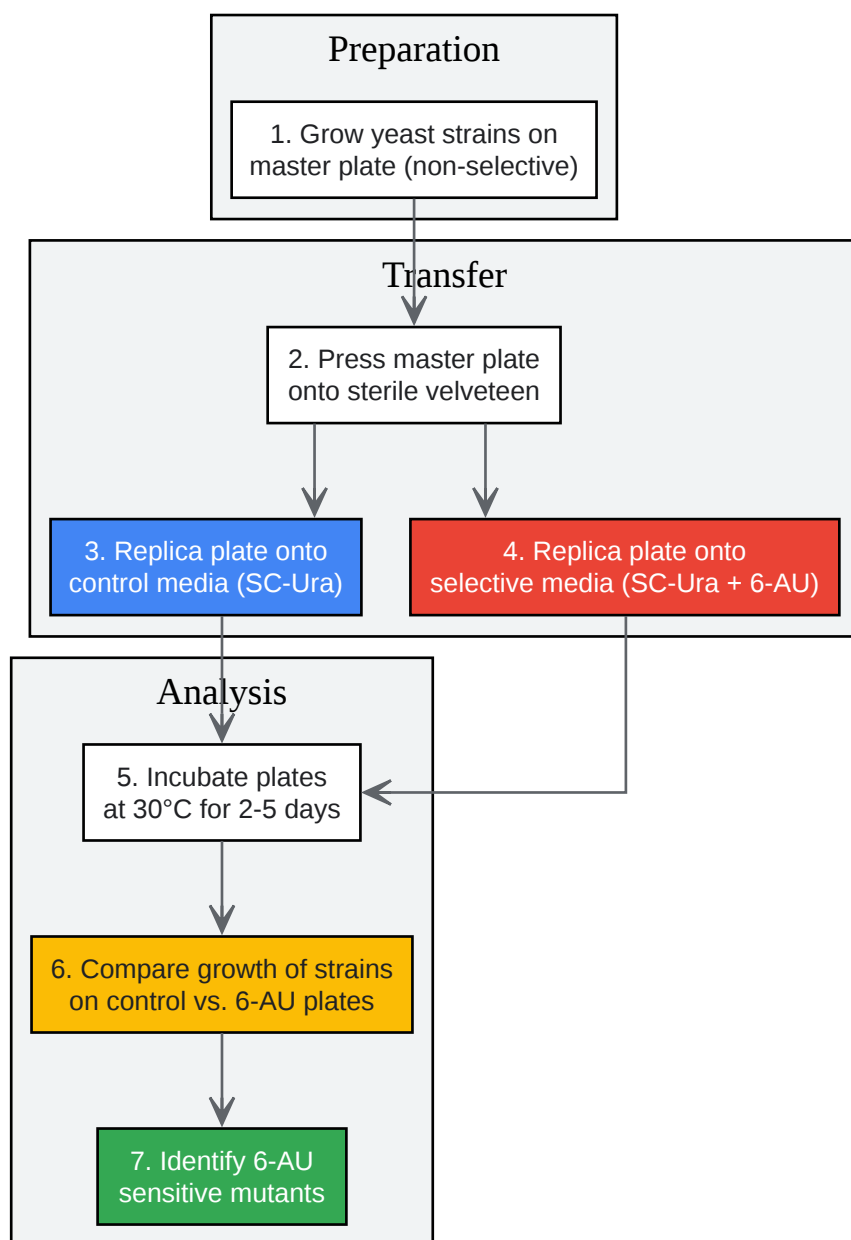 Preparation
1. Grow yeast strains on
master plate (non-selective)
Transfer
2. Press master plate
onto sterile velveteen
3. Replica plate onto
control media (SC-Ura)
4. Replica plate onto
selective media (SC-Ura + 6-AU)
Analysis
5. Incubate plates
at 30°C for 2-5 days
6. Compare growth of strains
on control vs. 6-AU plates
7. Identify 6-AU
sensitive mutants